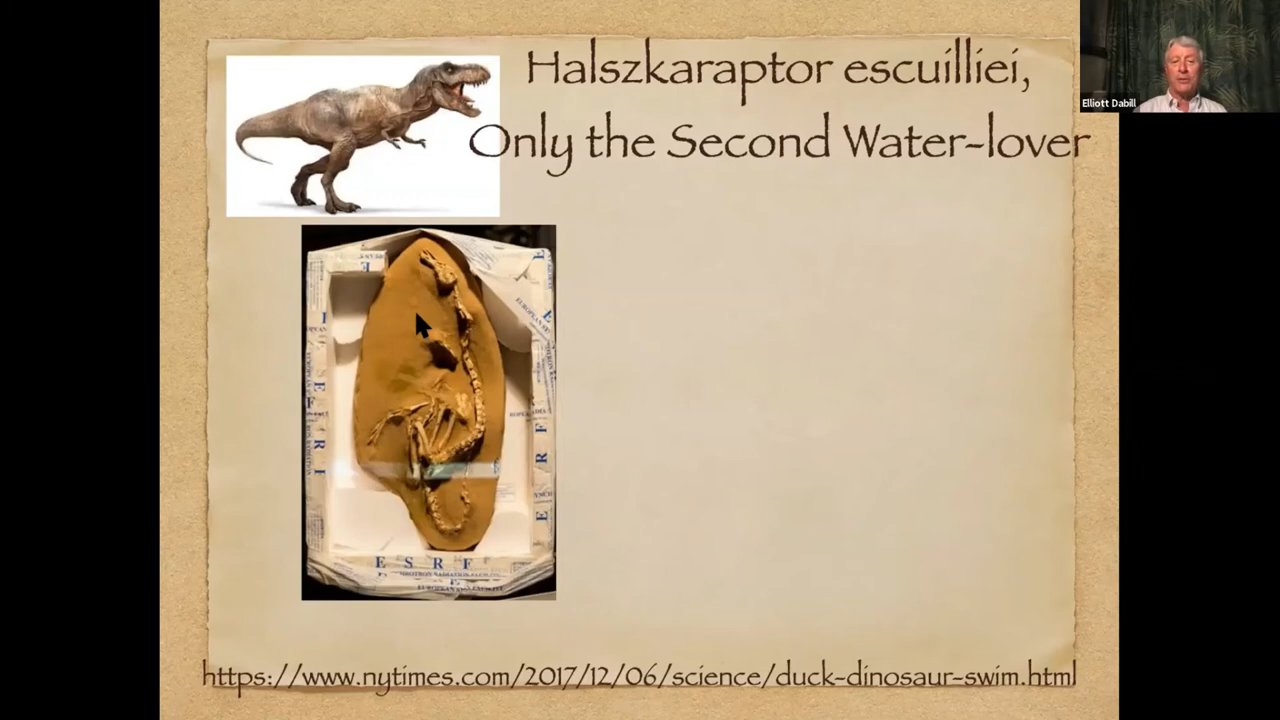 Halszkaraptor escuilliei,
Only the Second Water-lover
Elliott Dabill
E S R F
https://www.nytimes.com/2017/12/06/science/duck-dinosaur-swim.html